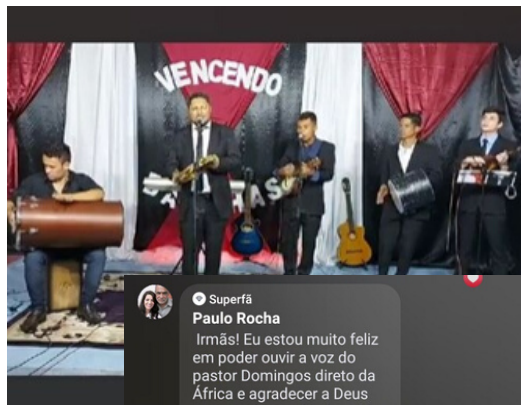 VENCENDO
Superfã
Paulo Rocha
Irmãs! Eu estou muito feliz
em poder ouvir a voz do
pastor Domingos direto da
África e agradecer a Deus